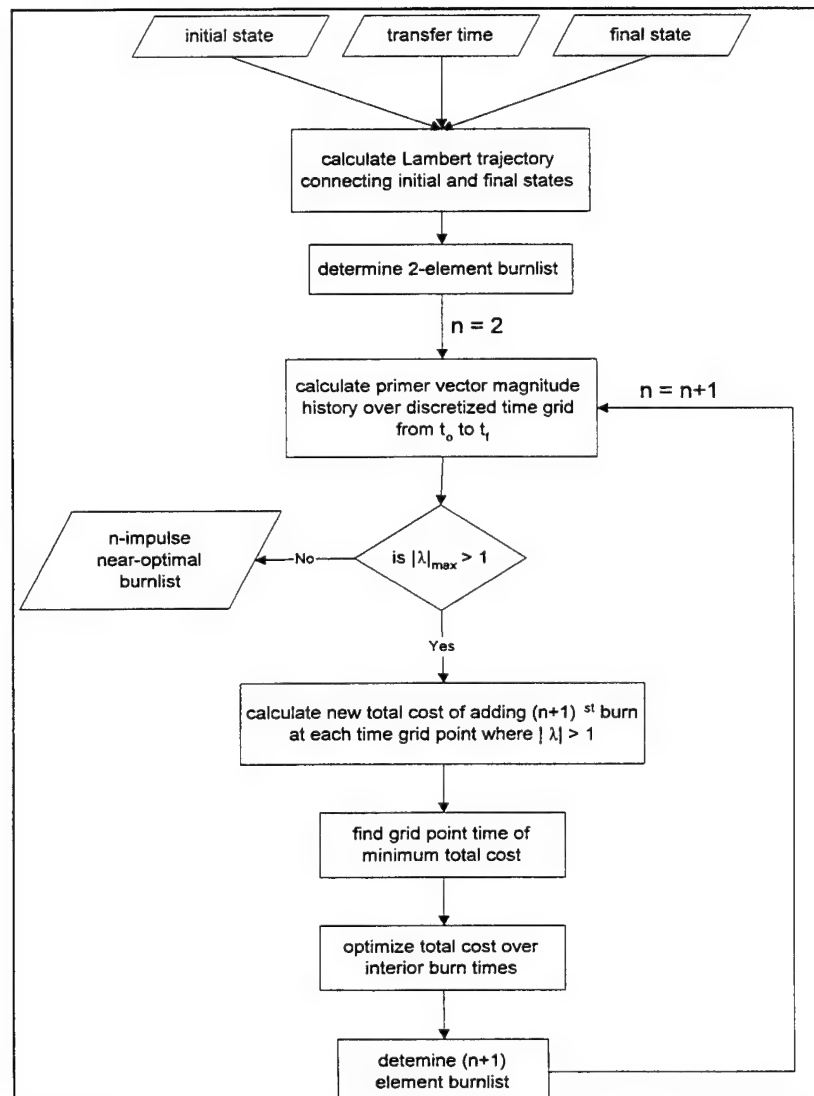 initial state
transfer time
final state
calculate Lambert trajectory
connecting initial and final states
determine 2-element burnlist
n = 2
calculate primer vector magnitude
history over discretized time grid
from t₀ to t_f
n = n+1
n-impulse
near-optimal
burnlist
No
is |λ|max > 1
Yes
calculate new total cost of adding (n+1) st burn
at each time grid point where | λ| > 1
find grid point time of
minimum total cost
optimize total cost over
interior burn times
detemine (n+1)
element burnlist